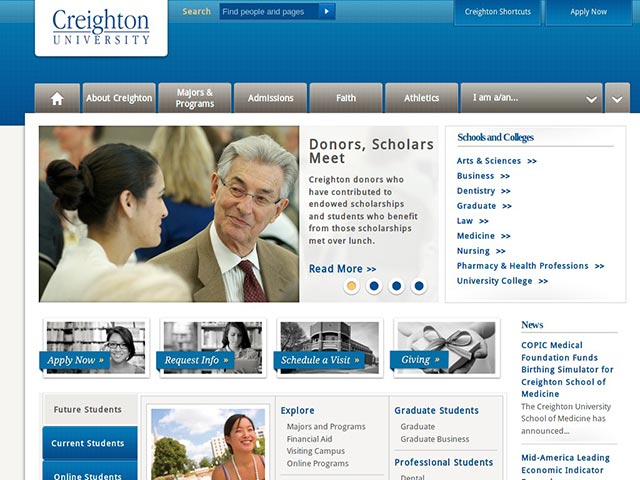 Creighton
UNIVERSITY
Search
Find people and pages
Creighton Shortcuts
Apply Now
About Creighton
Majors &
Programs
Admissions
Faith
Athletics
I am a/an...
Donors, Scholars
Meet
Creighton donors who
have contributed to
endowed scholarships
and students who benefit
from those scholarships
met over lunch.
Read More >>
Schools and Colleges
Arts & Sciences >>
Business >>
Dentistry >>
Graduate >>
Law >>
Medicine >>
Nursing >>
Pharmacy & Health Professions >>
University College >>
Apply Now »
Request Info »
Schedule a Visit »
Giving »
News
COPIC Medical
Foundation Funds
Birthing Simulator for
Creighton School of
Medicine
The Creighton University
School of Medicine has
announced...
Mid-America Leading
Economic Indicator
Future Students
Current Students
Online Students
Explore
Majors and Programs
Financial Aid
Visiting Campus
Online Programs
Graduate Students
Graduate
Graduate Business
Professional Students
Dental